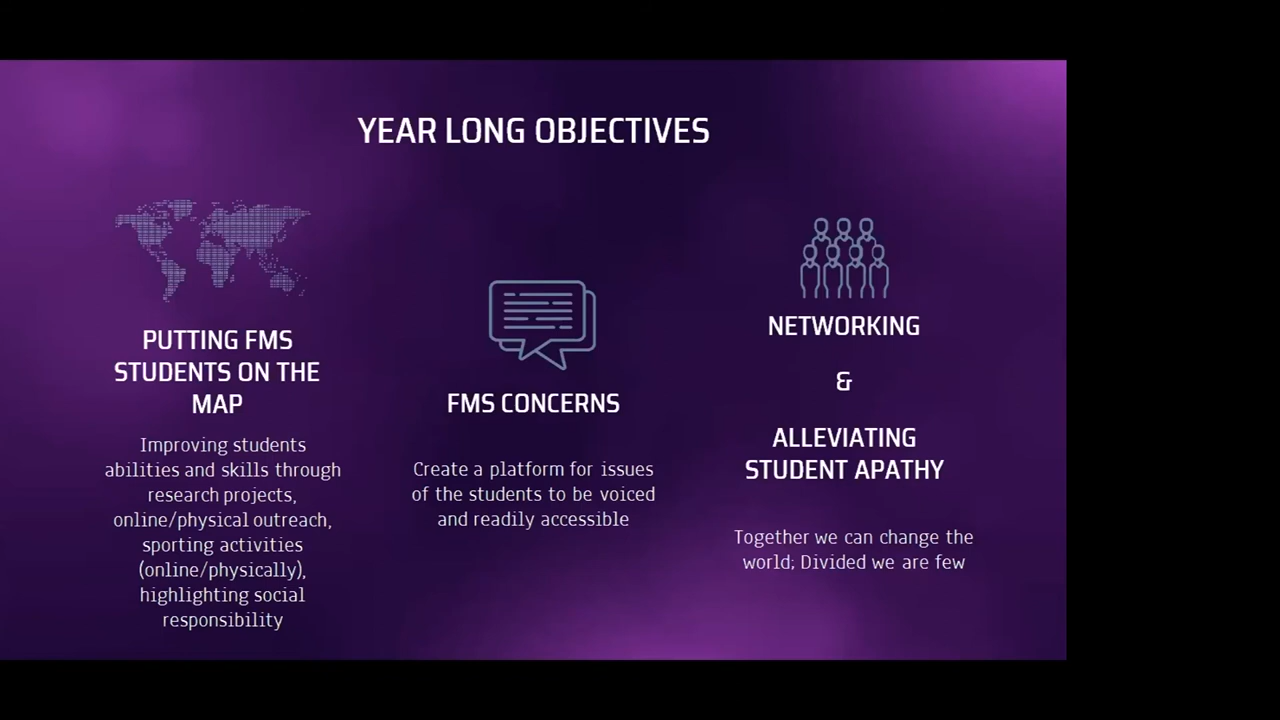 YEAR LONG OBJECTIVES
PUTTING FMS
STUDENTS ON THE
MAP
Improving students
abilities and skills through
research projects,
online/physical outreach,
sporting activities
(online/physically),
highlighting social
responsibility
FMS CONCERNS
Create a platform for issues
of the students to be voiced
and readily accessible
NETWORKING
&
ALLEVIATING
STUDENT APATHY
Together we can change the
world; Divided we are few